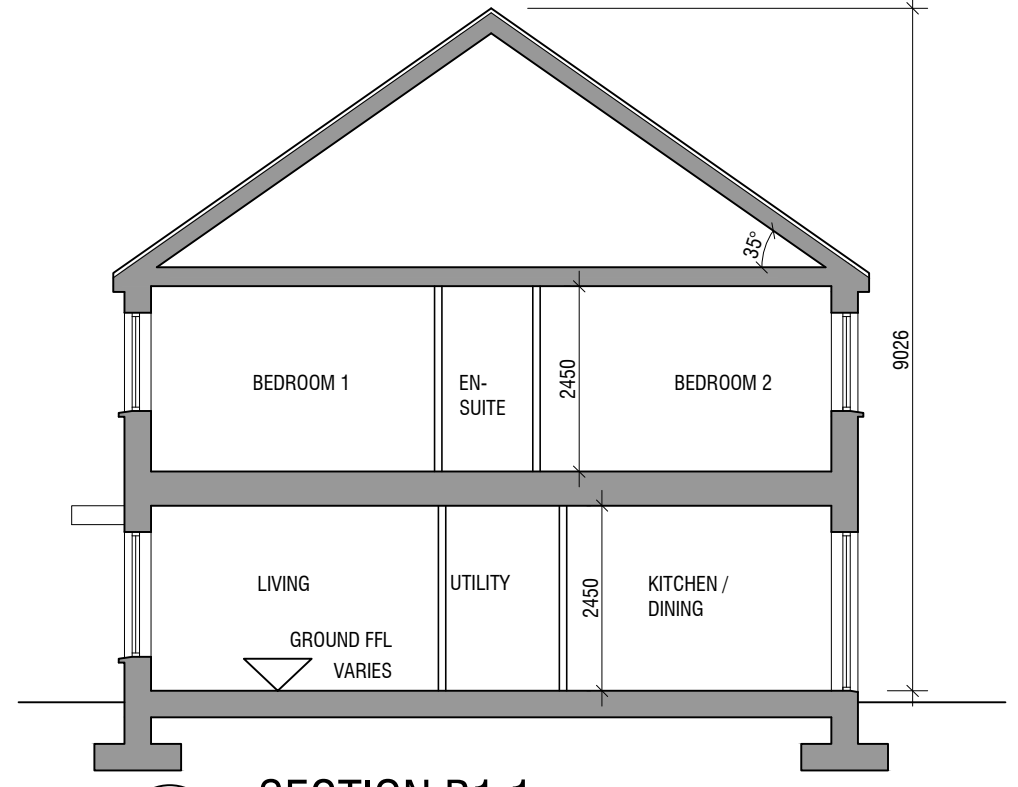 35°
9026
BEDROOM 1
EN-
SUITE
2450
BEDROOM 2
LIVING
UTILITY
2450
KITCHEN /
DINING
GROUND FFL
VARIES